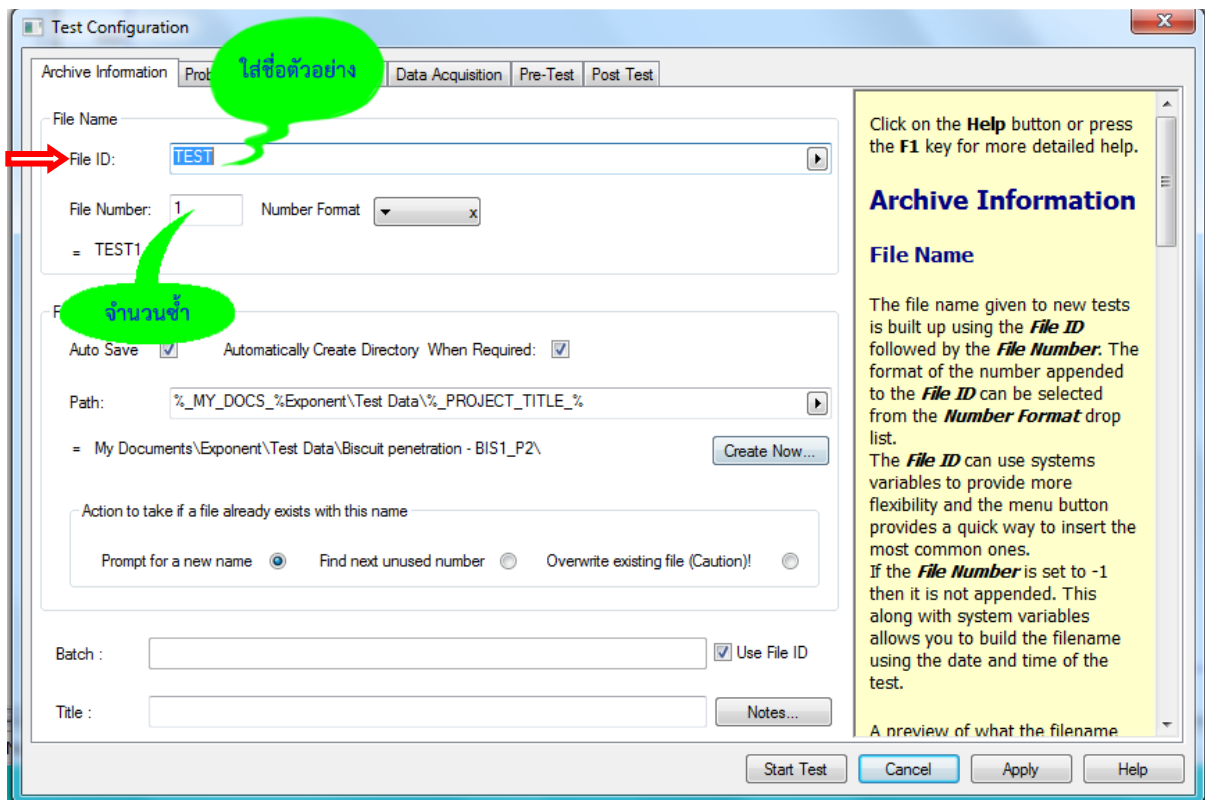 Test Configuration
Archive Information Prob Data Acquisition Pre-Test Post Test
ใส่ชื่อตัวอย่าง
File Name
File ID: TEST
File Number: 1 Number Format x
= TEST1
จำนวนซ้ำ
F
Auto Save Automatically Create Directory When Required:
Path: %_MY_DOCS_%Exponent\Test Data\%_PROJECT_TITLE_%
= My Documents\Exponent\Test Data\Biscuit penetration - BIS1_P2\ Create Now...
Action to take if a file already exists with this name
Prompt for a new name Find next unused number Overwrite existing file (Caution)!
Batch : Use File ID
Title : Notes...
Click on the Help button or press
the F1 key for more detailed help.
Archive Information
File Name
The file name given to new tests
is built up using the File ID
followed by the File Number. The
format of the number appended
to the File ID can be selected
from the Number Format drop
list.
The File ID can use systems
variables to provide more
flexibility and the menu button
provides a quick way to insert the
most common ones.
If the File Number is set to -1
then it is not appended. This
along with system variables
allows you to build the filename
using the date and time of the
test.
A preview of what the filename
Start Test Cancel Apply Help